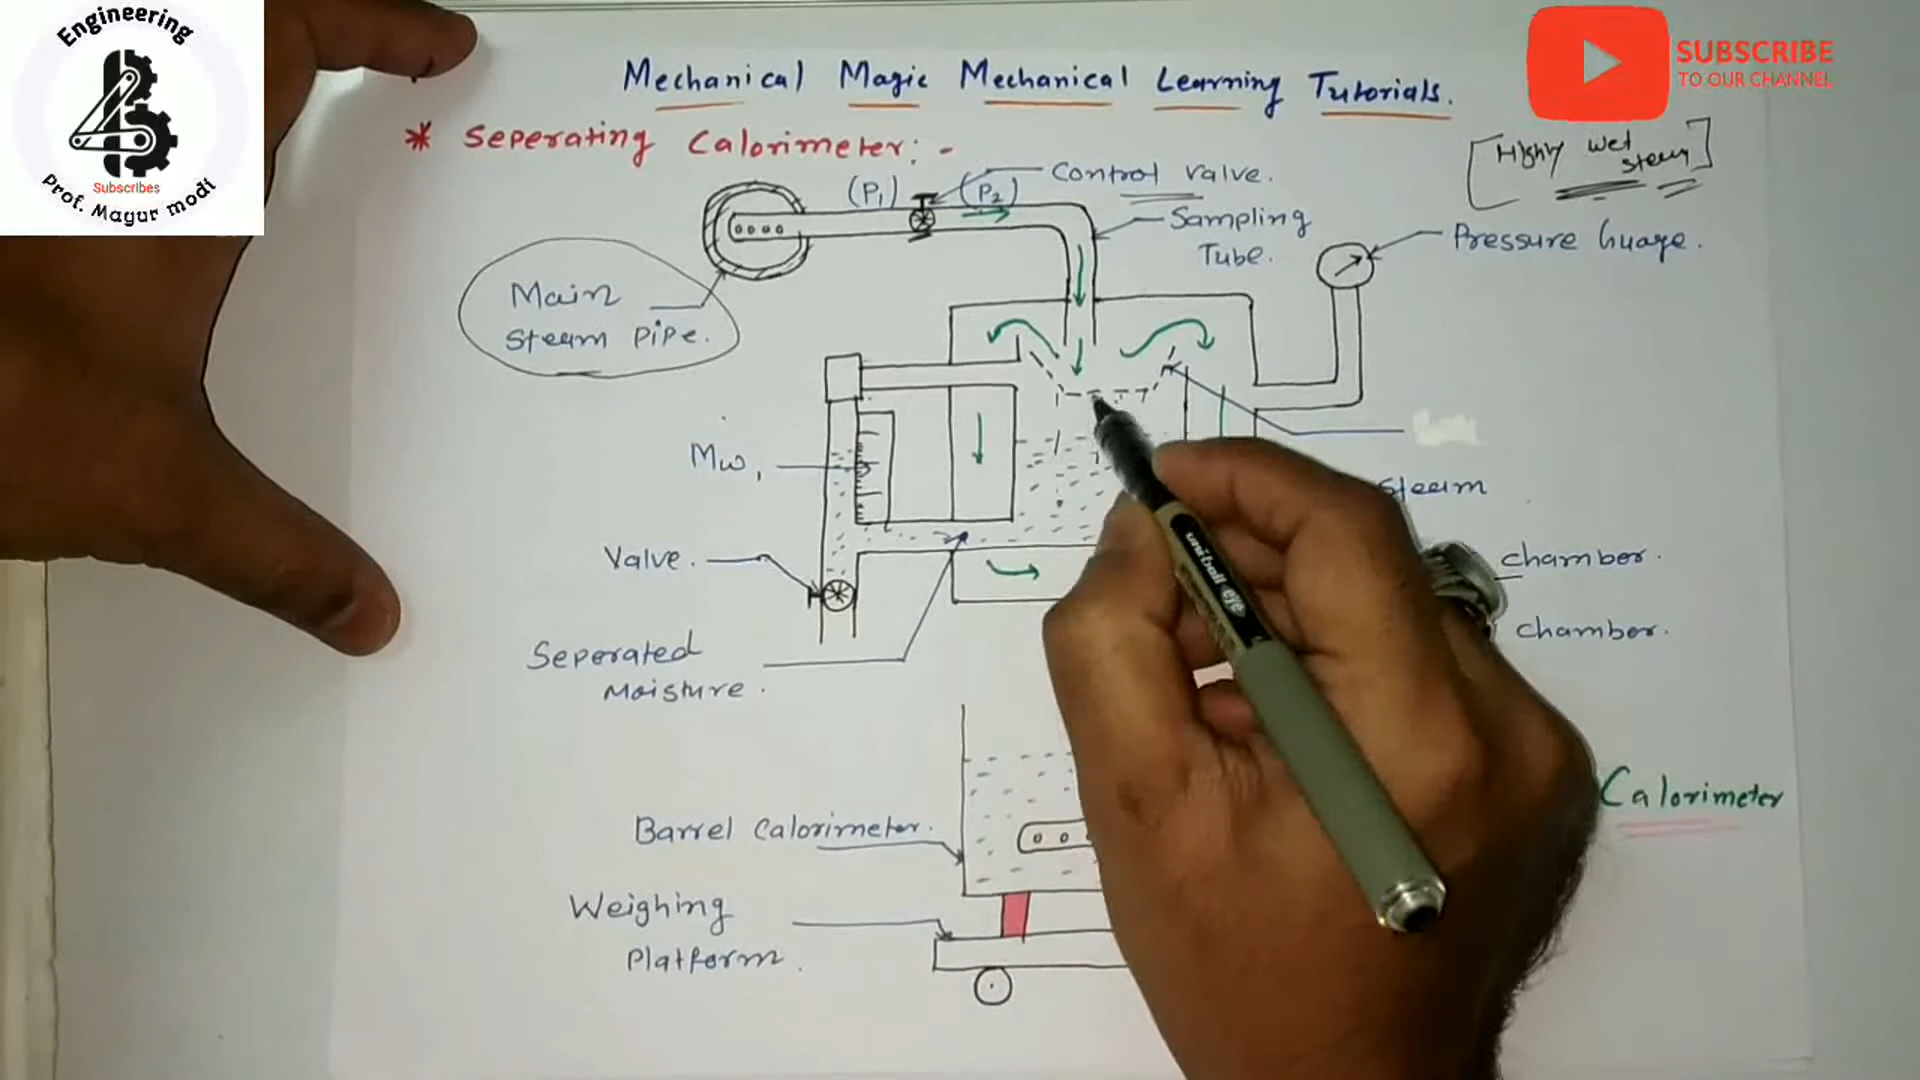 Engineering
Subscribes
Prof. Mayur modi
SUBSCRIBE
TO OUR CHANNEL
Mechanical Magic Mechanical Learning Tutorials.
* Seperating Calorimeter:-
[Highly wet
steam]
(P1) (P2) Control valve.
Sampling
Tube.
Pressure Guage.
Main
steam pipe.
Mw1
steam
Valve.
chamber.
chamber.
Seperated
Moisture.
Calorimeter
Barrel Calorimeter.
Weighing
Platform.
uni-ball eye